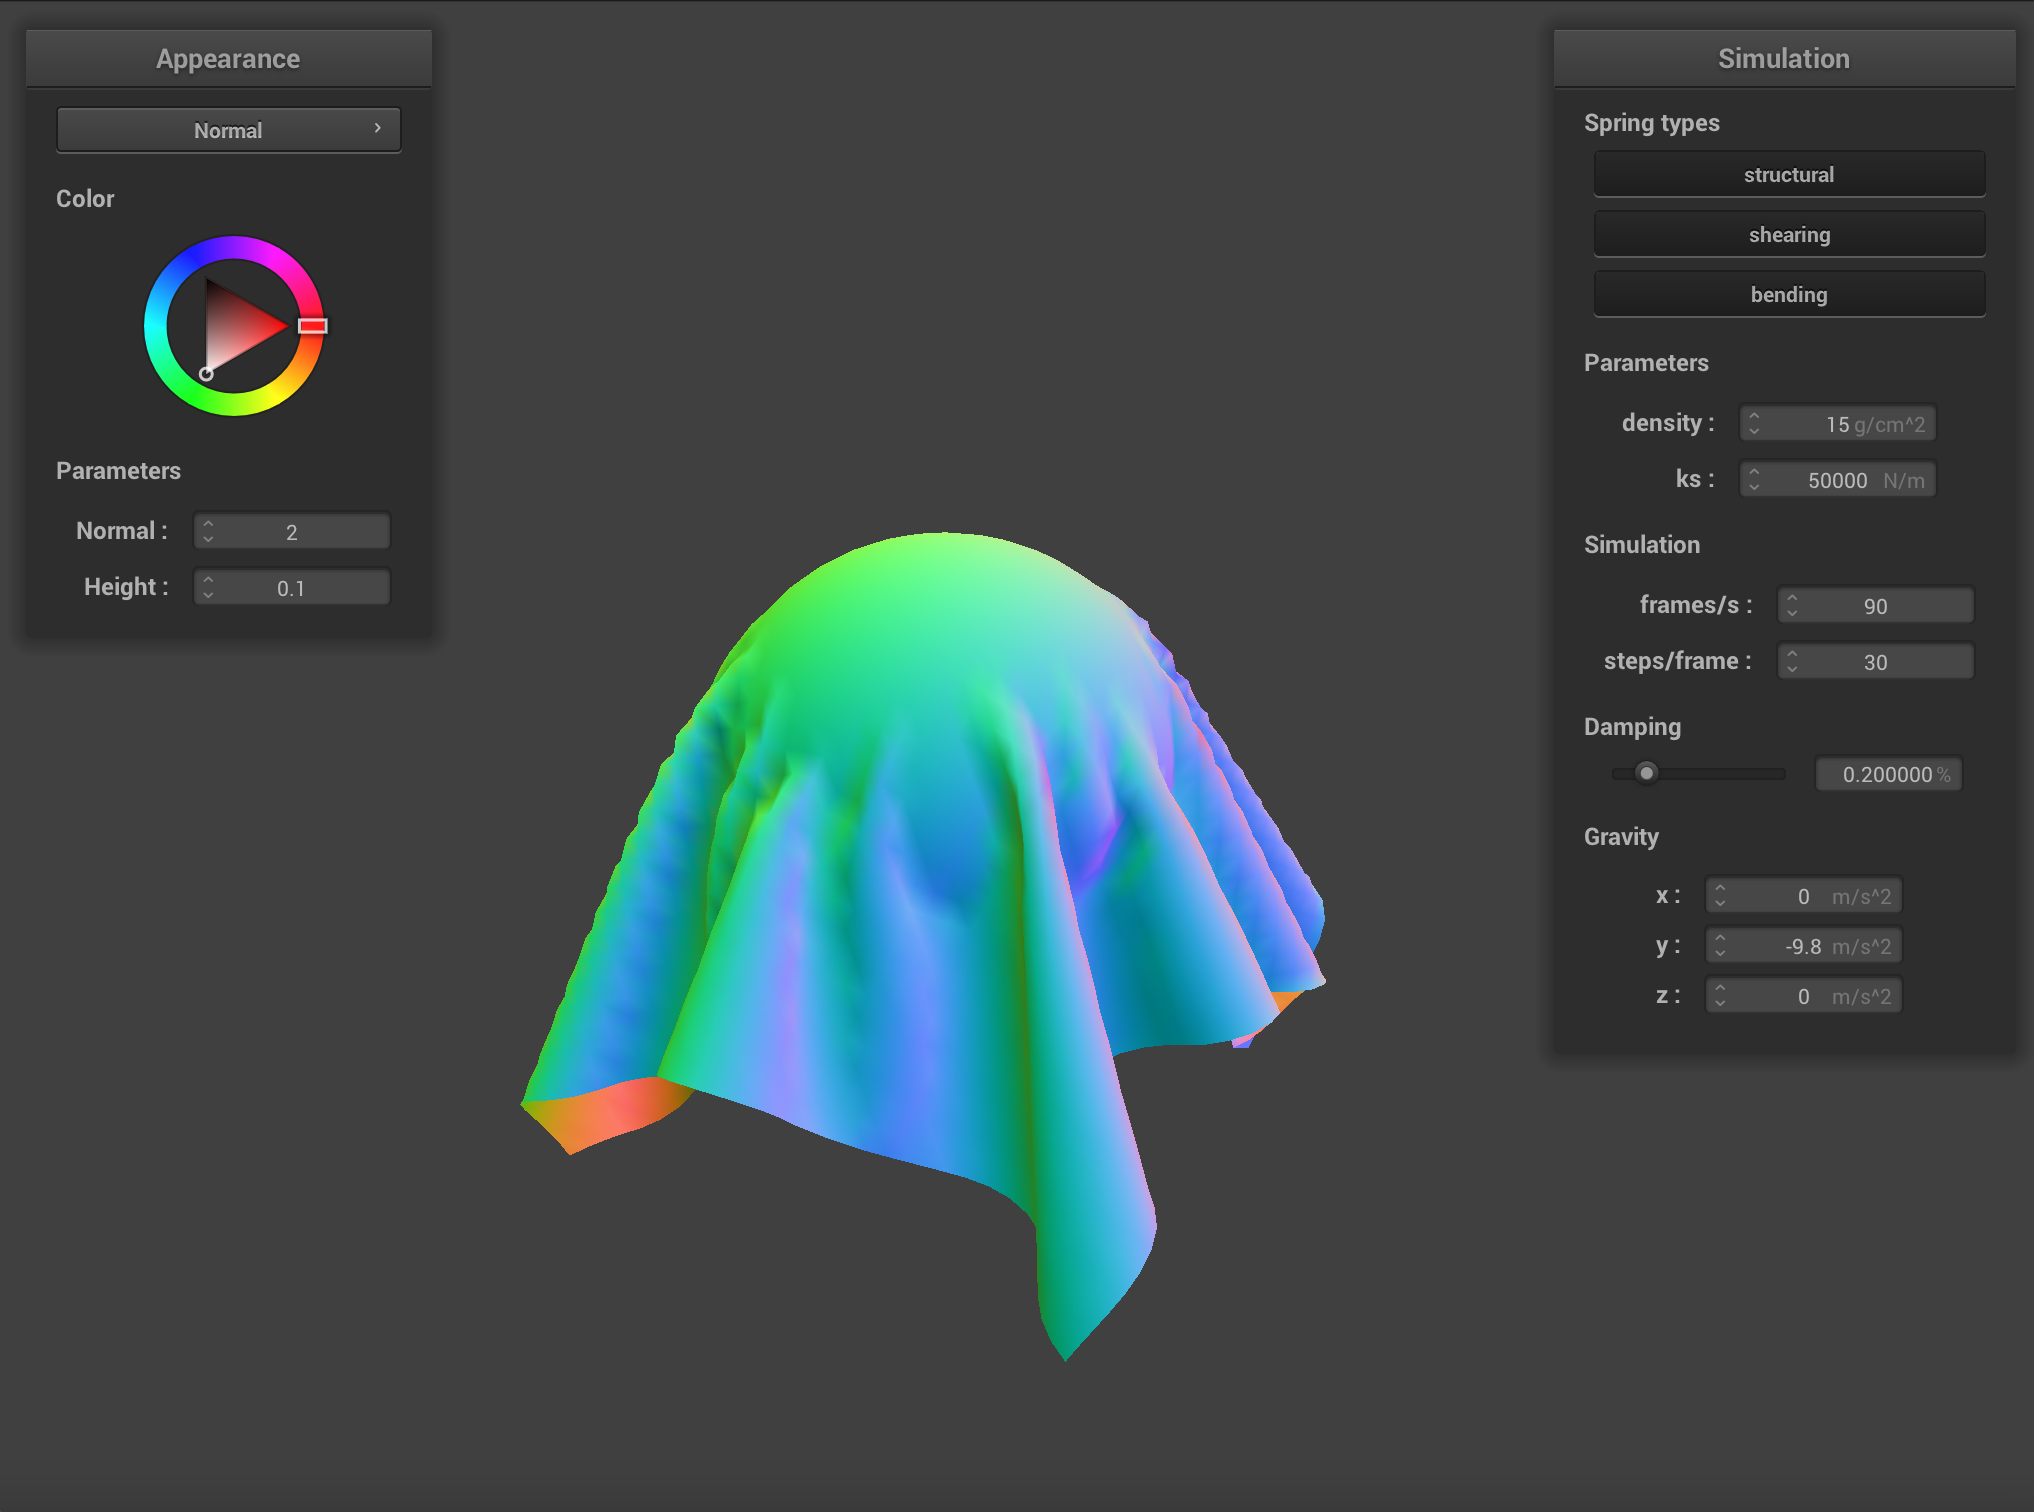 Appearance
Normal
Color
Parameters
Normal : 2
Height : 0.1
Simulation
Spring types
structural
shearing
bending
Parameters
density : 15 g/cm^2
ks : 50000 N/m
Simulation
frames/s : 90
steps/frame : 30
Damping
0.200000 %
Gravity
x : 0 m/s^2
y : -9.8 m/s^2
z : 0 m/s^2